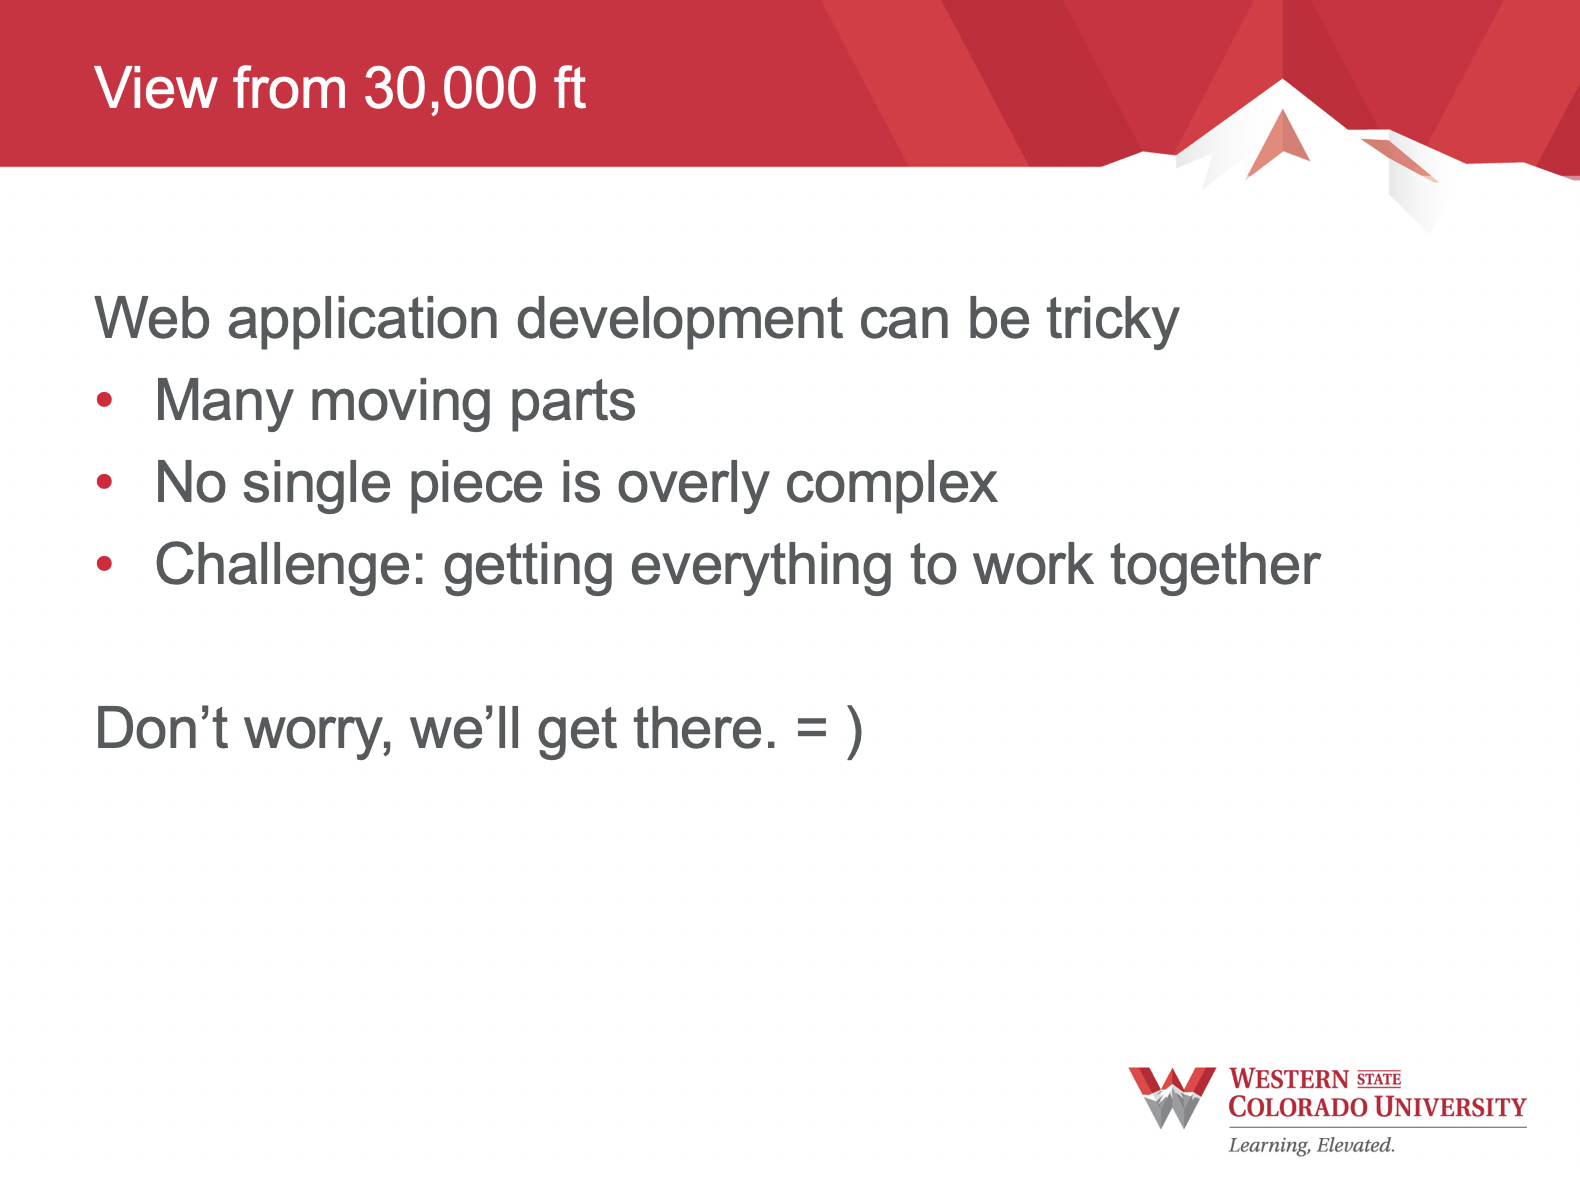 View from 30,000 ft
Web application development can be tricky
• Many moving parts
• No single piece is overly complex
• Challenge: getting everything to work together
Don’t worry, we’ll get there. = )
WESTERN STATE
COLORADO UNIVERSITY
Learning, Elevated.